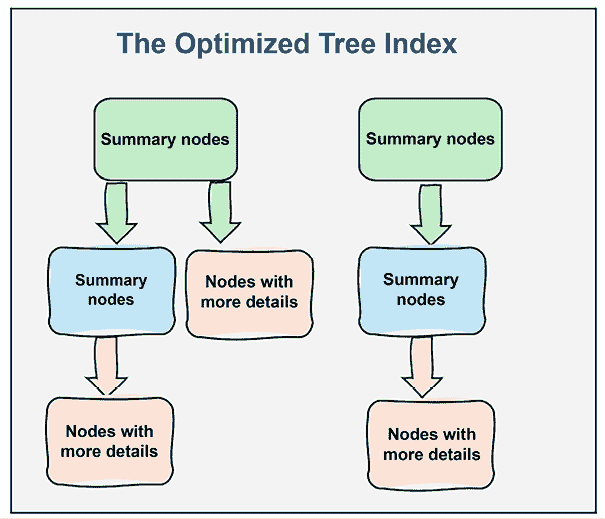 The Optimized Tree Index
Summary nodes
Summary nodes
Summary
nodes
Nodes with
more details
Summary
nodes
Nodes with
more details
Nodes with
more details